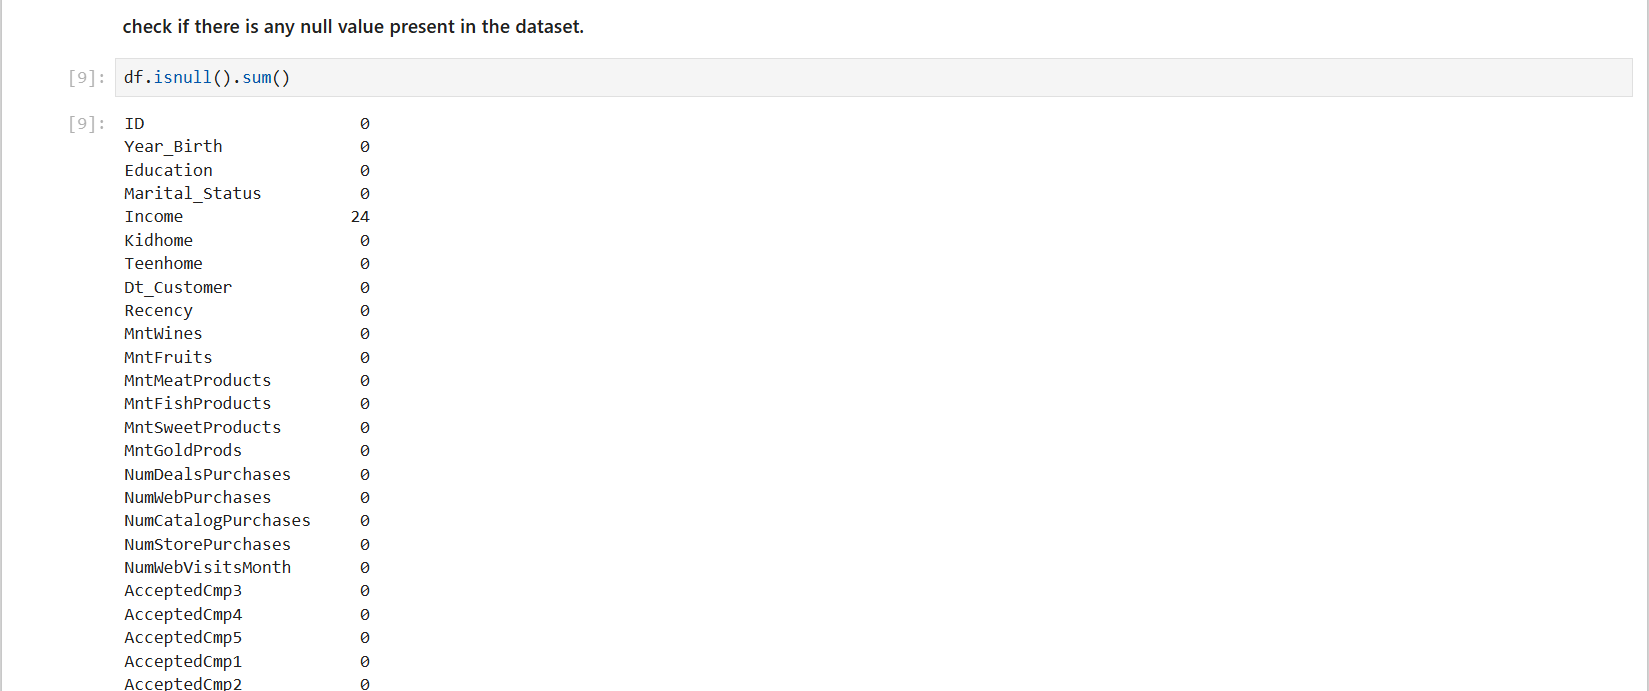 check if there is any null value present in the dataset.
[9]: df.isnull().sum()
[9]: ID 0
Year_Birth 0
Education 0
Marital_Status 0
Income 24
Kidhome 0
Teenhome 0
Dt_Customer 0
Recency 0
MntWines 0
MntFruits 0
MntMeatProducts 0
MntFishProducts 0
MntSweetProducts 0
MntGoldProds 0
NumDealsPurchases 0
NumWebPurchases 0
NumCatalogPurchases 0
NumStorePurchases 0
NumWebVisitsMonth 0
AcceptedCmp3 0
AcceptedCmp4 0
AcceptedCmp5 0
AcceptedCmp1 0
AcceptedCmp2 0